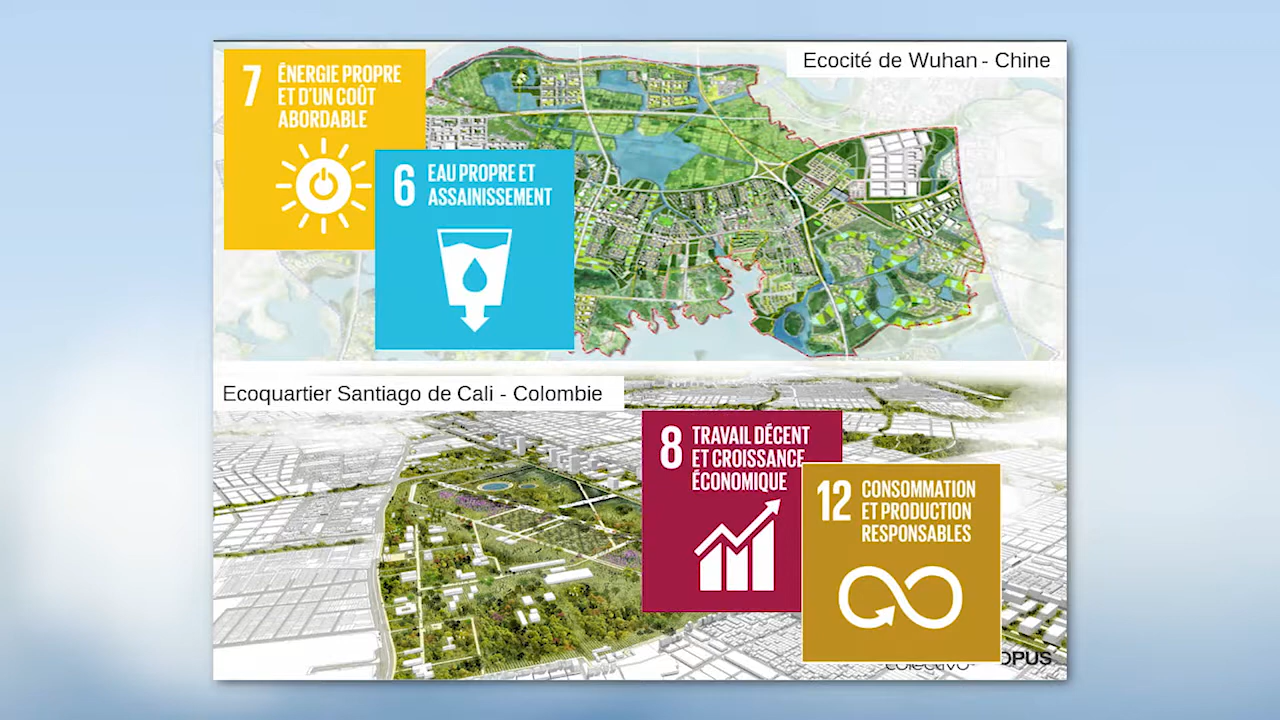 Ecocité de Wuhan - Chine
7
ÉNERGIE PROPRE
ET D'UN COÛT
ABORDABLE
6
EAU PROPRE ET
ASSAINISSEMENT
Ecoquartier Santiago de Cali - Colombie
8
TRAVAIL DÉCENT
ET CROISSANCE
ÉCONOMIQUE
12
CONSOMMATION
ET PRODUCTION
RESPONSABLES
OPUS